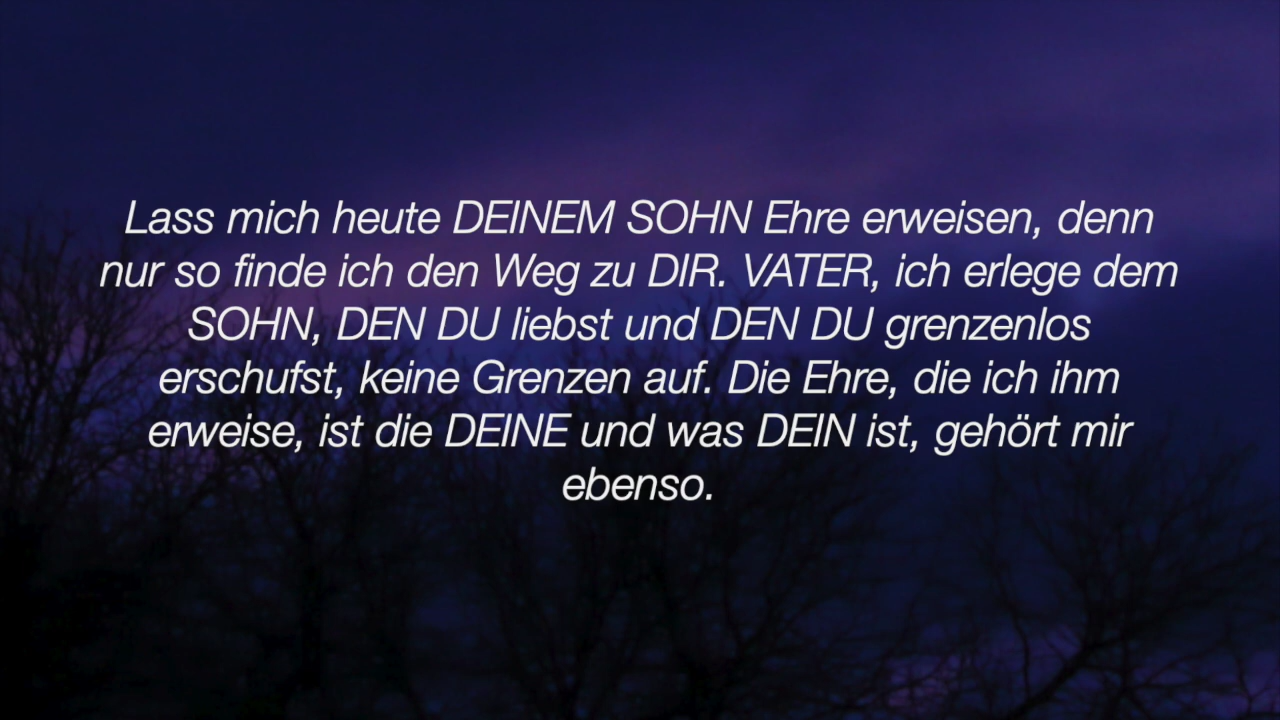 Lass mich heute DEINEM SOHN Ehre erweisen, denn
nur so finde ich den Weg zu DIR. VATER, ich erlege dem
SOHN, DEN DU liebst und DEN DU grenzenlos
erschufst, keine Grenzen auf. Die Ehre, die ich ihm
erweise, ist die DEINE und was DEIN ist, gehört mir
ebenso.